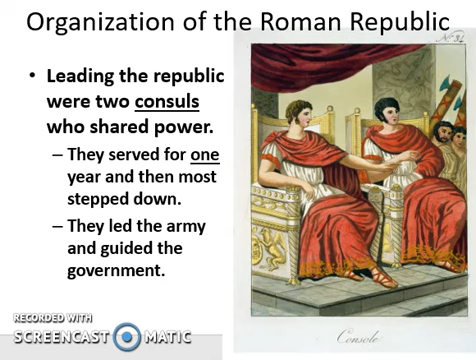 Organization of the Roman Republic
N.º 34
• Leading the republic
were two consuls
who shared power.
– They served for one
year and then most
stepped down.
– They led the army
and guided the
government.
Console
RECORDED WITH
SCREENCAST MATIC